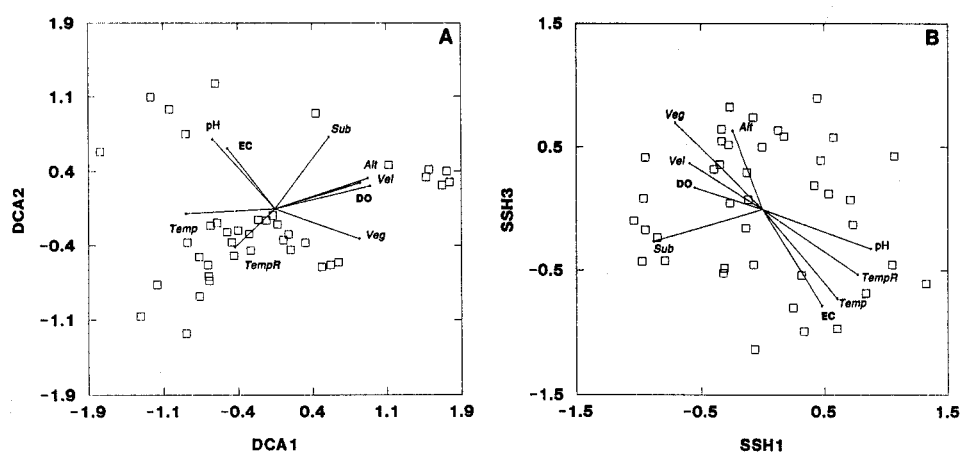 A
1.9
1.1
0.4
−0.4
−1.1
−1.9
DCA2
pH
EC
Sub
Alt
Vel
DO
Temp
Veg
TempR
−1.9
−1.1
−0.4
0.4
1.1
1.9
DCA1
B
1.5
0.5
−0.5
−1.5
SSH3
Veg
Alt
Vel
DO
Sub
pH
TempR
Temp
EC
−1.5
−0.5
0.5
1.5
SSH1